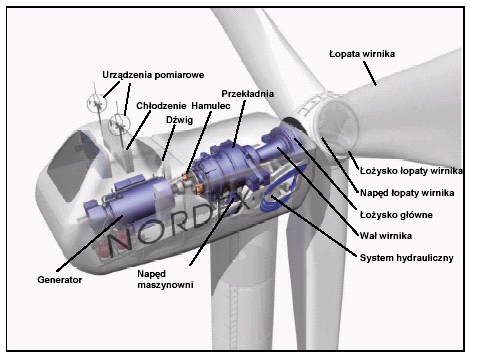 Łopata wirnika
Urządzenia pomiarowe
Przekładnia
Chłodzenie Hamulec
Dźwig
Łożysko łopaty wirnika
Napęd łopaty wirnika
Łożysko główne
Wał wirnika
System hydrauliczny
NORDEX
Generator
Napęd
maszynowni